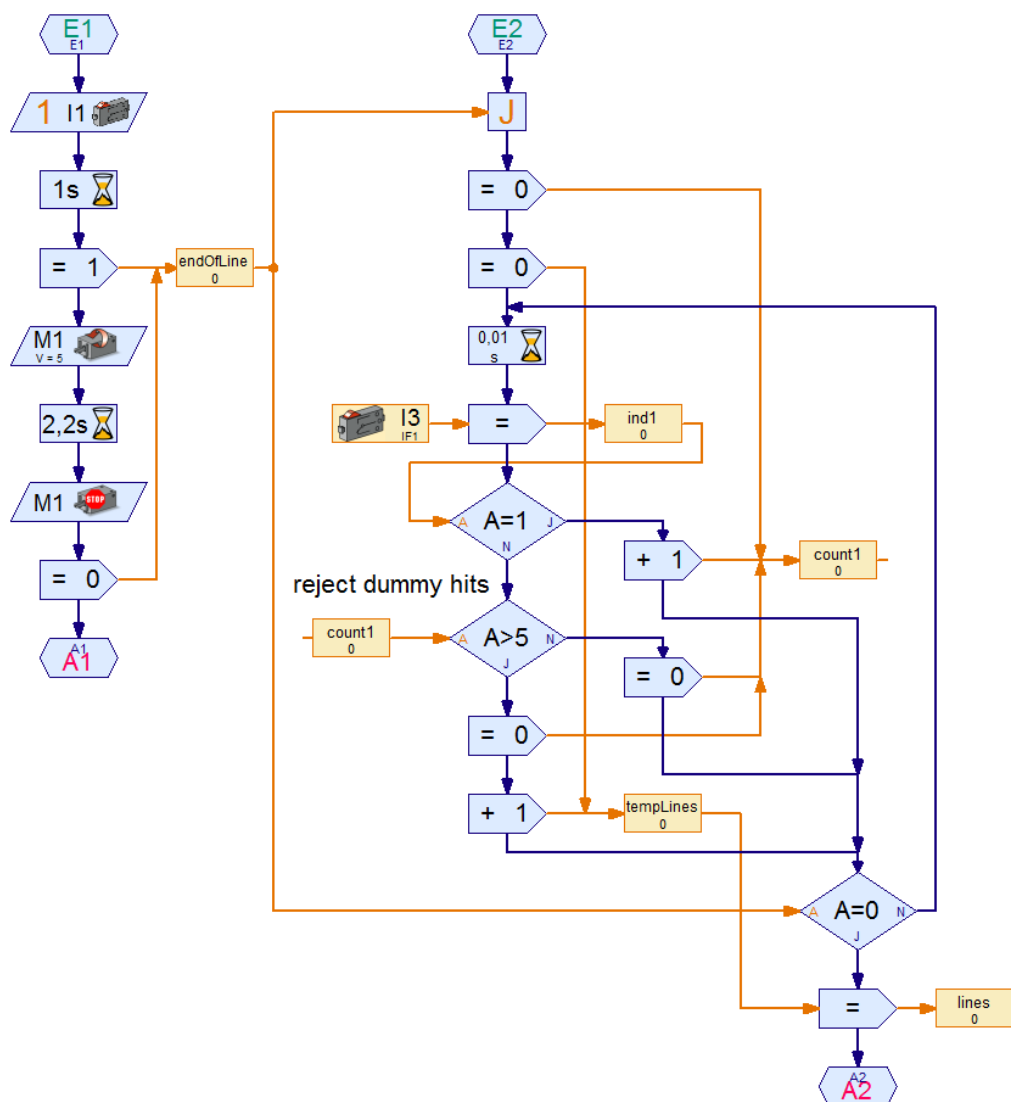 E1
E1
1 I1
1s
= 1
endOfLine
0
M1
V = 5
2,2s
M1 STOP
= 0
A1
A1
E2
E2
J
= 0
= 0
0,01
s
I3
IF1
=
ind1
0
A A=1 J
N
+ 1
count1
0
reject dummy hits
count1
0
A A>5 N
J
= 0
= 0
+ 1
tempLines
0
A A=0 N
J
=
lines
0
A2
A2